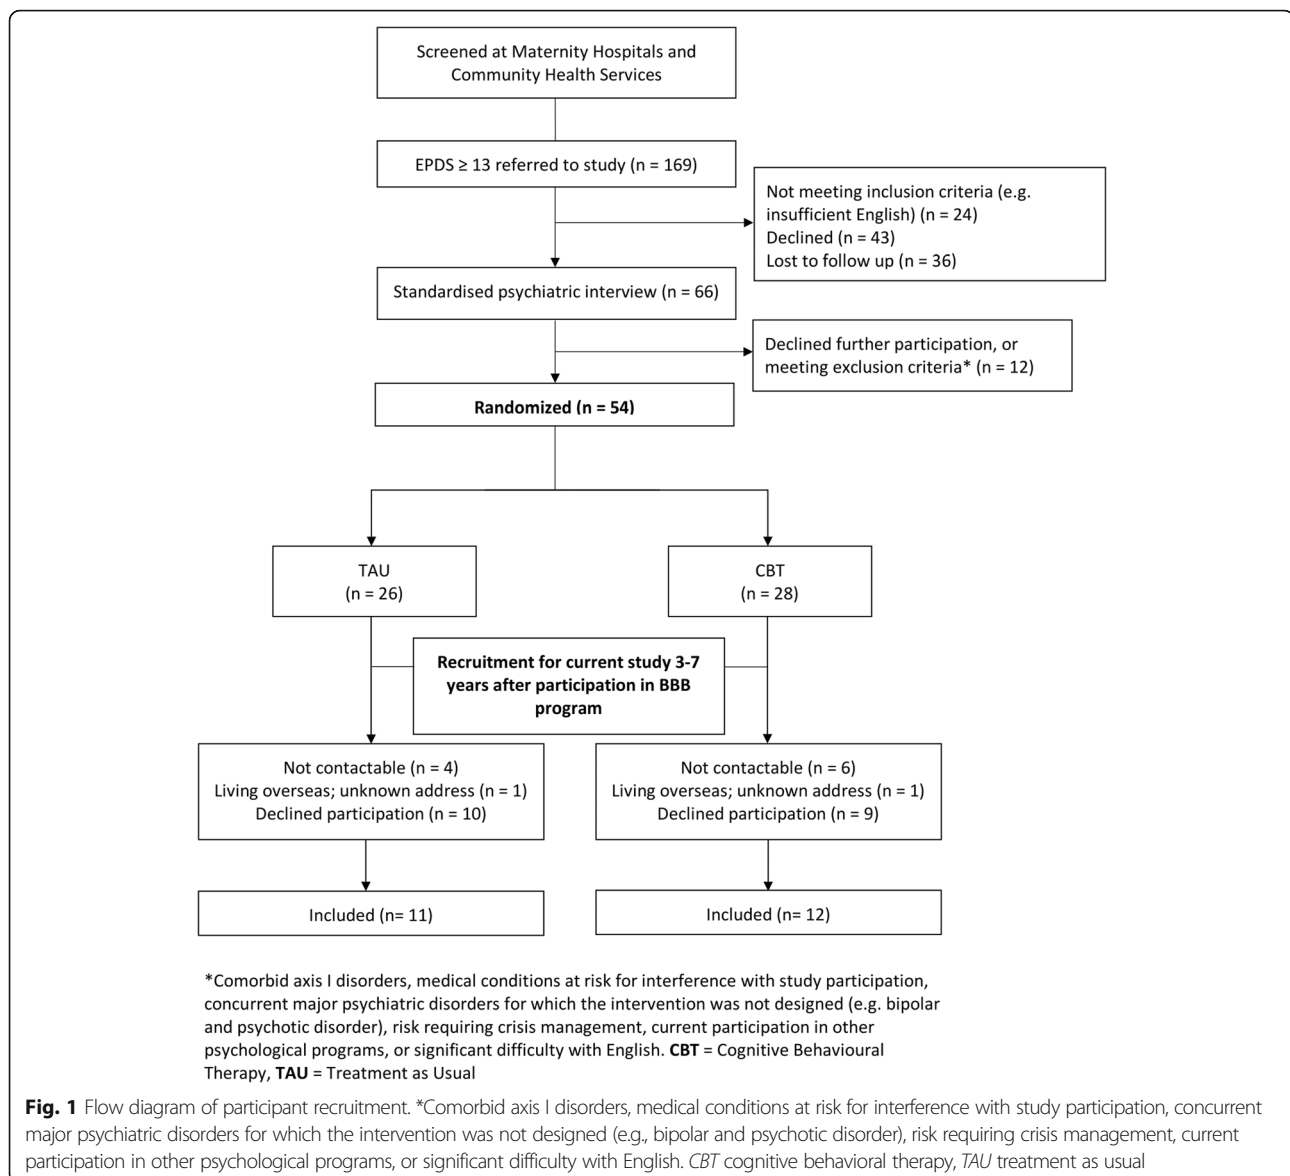 Screened at Maternity Hospitals and
Community Health Services
EPDS ≥ 13 referred to study (n = 169)
Not meeting inclusion criteria (e.g.
insufficient English) (n = 24)
Declined (n = 43)
Lost to follow up (n = 36)
Standardised psychiatric interview (n = 66)
Declined further participation, or
meeting exclusion criteria* (n = 12)
Randomized (n = 54)
TAU
(n = 26)
CBT
(n = 28)
Recruitment for current study 3-7
years after participation in BBB
program
Not contactable (n = 4)
Living overseas; unknown address (n = 1)
Declined participation (n = 10)
Not contactable (n = 6)
Living overseas; unknown address (n = 1)
Declined participation (n = 9)
Included (n= 11)
Included (n= 12)
*Comorbid axis I disorders, medical conditions at risk for interference with study participation,
concurrent major psychiatric disorders for which the intervention was not designed (e.g. bipolar
and psychotic disorder), risk requiring crisis management, current participation in other
psychological programs, or significant difficulty with English. CBT = Cognitive Behavioural
Therapy, TAU = Treatment as Usual
Fig. 1 Flow diagram of participant recruitment. *Comorbid axis I disorders, medical conditions at risk for interference with study participation, concurrent
major psychiatric disorders for which the intervention was not designed (e.g., bipolar and psychotic disorder), risk requiring crisis management, current
participation in other psychological programs, or significant difficulty with English. CBT cognitive behavioral therapy, TAU treatment as usual